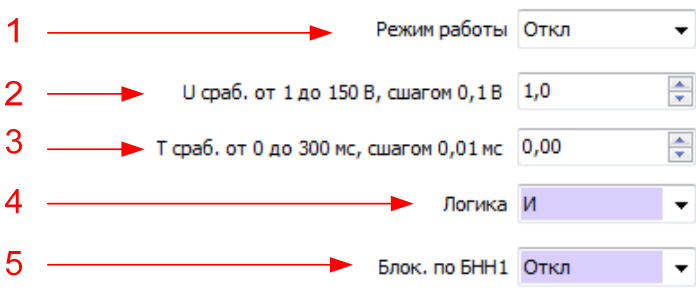 1 Режим работы Откл
2 U сраб. от 1 до 150 В, сшагом 0,1 В 1,0
3 Т сраб. от 0 до 300 мс, сшагом 0,01 мс 0,00
4 Логика И
5 Блок. по БНН1 Откл